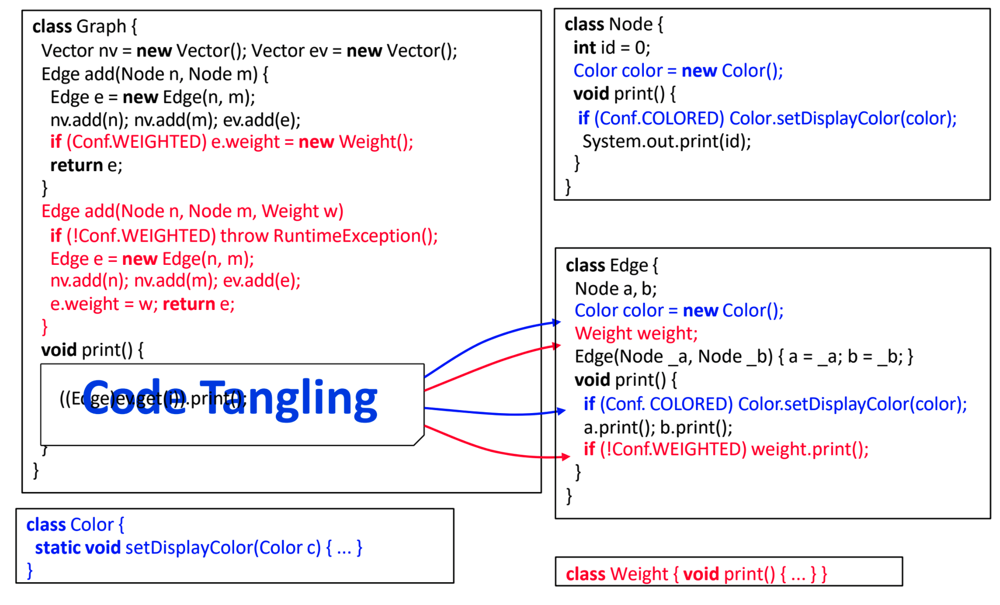 class Graph {
Vector nv = new Vector(); Vector ev = new Vector();
Edge add(Node n, Node m) {
Edge e = new Edge(n, m);
nv.add(n); nv.add(m); ev.add(e);
if (Conf.WEIGHTED) e.weight = new Weight();
return e;
}
Edge add(Node n, Node m, Weight w)
if (!Conf.WEIGHTED) throw RuntimeException();
Edge e = new Edge(n, m);
nv.add(n); nv.add(m); ev.add(e);
e.weight = w; return e;
}
void print() {
Code Tangling
((Edge)ev.get(i)).print();
}
}
class Node {
int id = 0;
Color color = new Color();
void print() {
if (Conf.COLORED) Color.setDisplayColor(color);
System.out.print(id);
}
}
class Edge {
Node a, b;
Color color = new Color();
Weight weight;
Edge(Node _a, Node _b) { a = _a; b = _b; }
void print() {
if (Conf. COLORED) Color.setDisplayColor(color);
a.print(); b.print();
if (!Conf.WEIGHTED) weight.print();
}
}
class Color {
static void setDisplayColor(Color c) { ... }
}
class Weight { void print() { ... } }